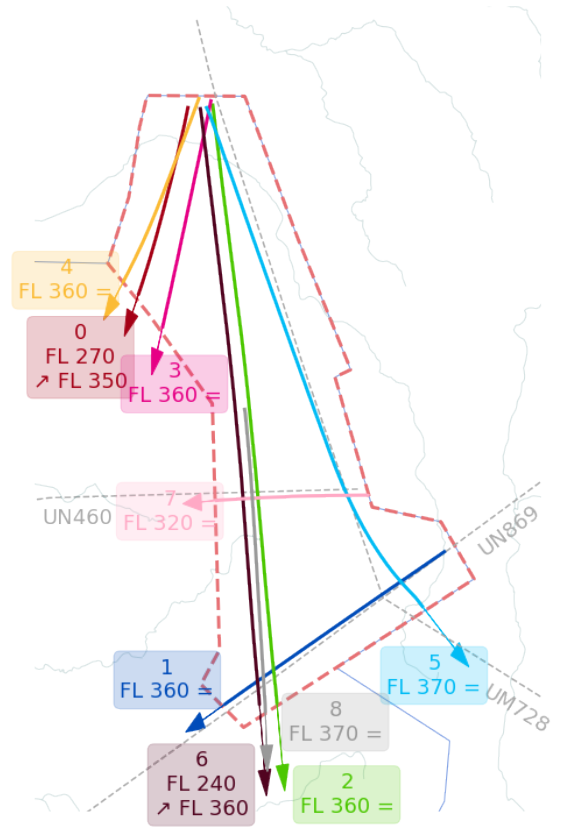 4
FL 360 =
0
FL 270
↗ FL 350
3
FL 360 =
7
FL 320 =
UN460
UN869
1
FL 360 =
5
FL 370 =
UM728
8
FL 370 =
6
FL 240
↗ FL 360
2
FL 360 =